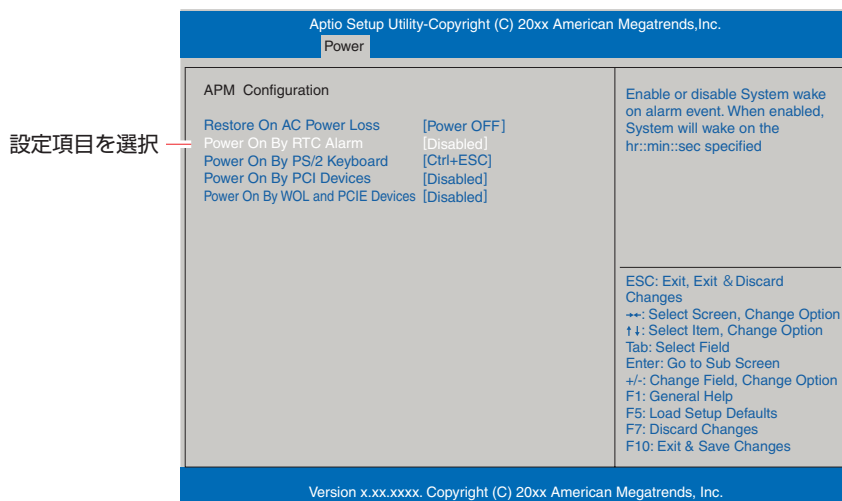 Aptio Setup Utility-Copyright (C) 20xx American Megatrends,Inc.
Power
APM Configuration
Restore On AC Power Loss [Power OFF]
設定項目を選択
Power On By RTC Alarm [Disabled]
Power On By PS/2 Keyboard [Ctrl+ESC]
Power On By PCI Devices [Disabled]
Power On By WOL and PCIE Devices [Disabled]
Enable or disable System wake
on alarm event. When enabled,
System will wake on the
hr::min::sec specified
ESC: Exit, Exit & Discard
Changes
→←: Select Screen, Change Option
↑↓: Select Item, Change Option
Tab: Select Field
Enter: Go to Sub Screen
+/-: Change Field, Change Option
F1: General Help
F5: Load Setup Defaults
F7: Discard Changes
F10: Exit & Save Changes
Version x.xx.xxxx. Copyright (C) 20xx American Megatrends, Inc.